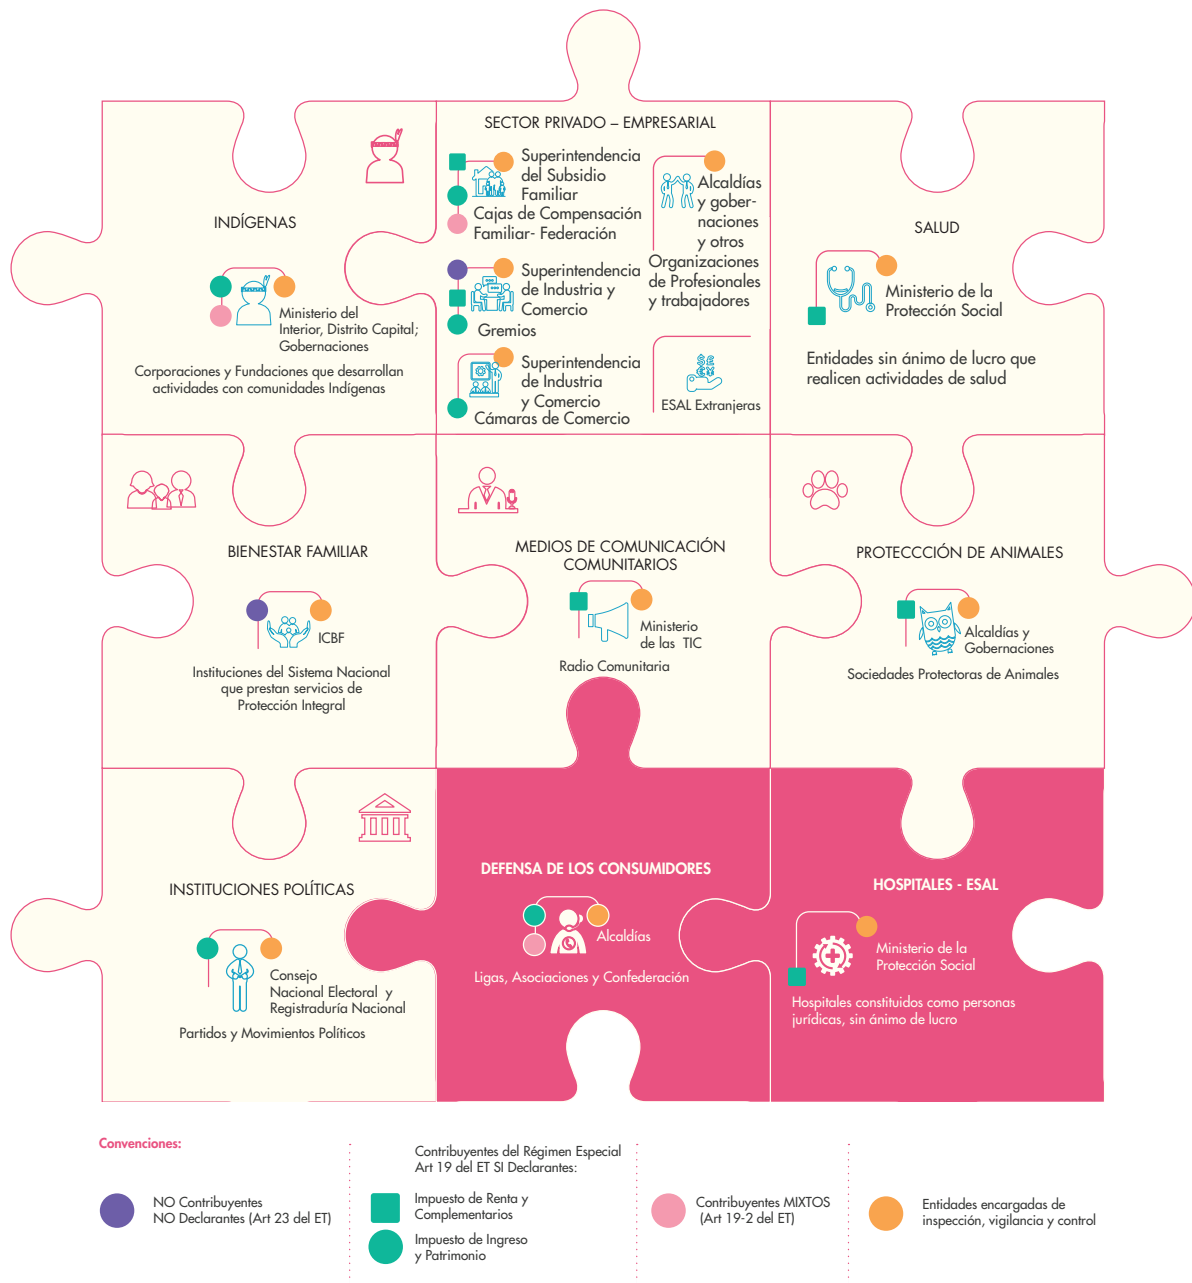 INDÍGENAS
Ministerio del
Interior, Distrito Capital;
Gobernaciones
Corporaciones y Fundaciones que desarrollan
actividades con comunidades Indígenas
SECTOR PRIVADO – EMPRESARIAL
Superintendencia
del Subsidio
Familiar
Cajas de Compensación
Familiar- Federación
Superintendencia
de Industria y
Comercio
Gremios
Superintendencia
de Industria
y Comercio
Cámaras de Comercio
Alcaldías
y gober-
naciones
y otros
Organizaciones
de Profesionales
y trabajadores
$£
€¥
ESAL Extranjeras
SALUD
Ministerio de la
Protección Social
Entidades sin ánimo de lucro que
realicen actividades de salud
BIENESTAR FAMILIAR
ICBF
Instituciones del Sistema Nacional
que prestan servicios de
Protección Integral
MEDIOS DE COMUNICACIÓN
COMUNITARIOS
Ministerio
de las TIC
Radio Comunitaria
PROTECCCIÓN DE ANIMALES
Alcaldías y
Gobernaciones
Sociedades Protectoras de Animales
INSTITUCIONES POLÍTICAS
Consejo
Nacional Electoral y
Registraduría Nacional
Partidos y Movimientos Políticos
DEFENSA DE LOS CONSUMIDORES
Alcaldías
Ligas, Asociaciones y Confederación
HOSPITALES - ESAL
Ministerio de la
Protección Social
Hospitales constituidos como personas
jurídicas, sin ánimo de lucro
Convenciones:
NO Contribuyentes
NO Declarantes (Art 23 del ET)
Contribuyentes del Régimen Especial
Art 19 del ET SI Declarantes:
Impuesto de Renta y
Complementarios
Impuesto de Ingreso
y Patrimonio
Contribuyentes MIXTOS
(Art 19-2 del ET)
Entidades encargadas de
inspección, vigilancia y control